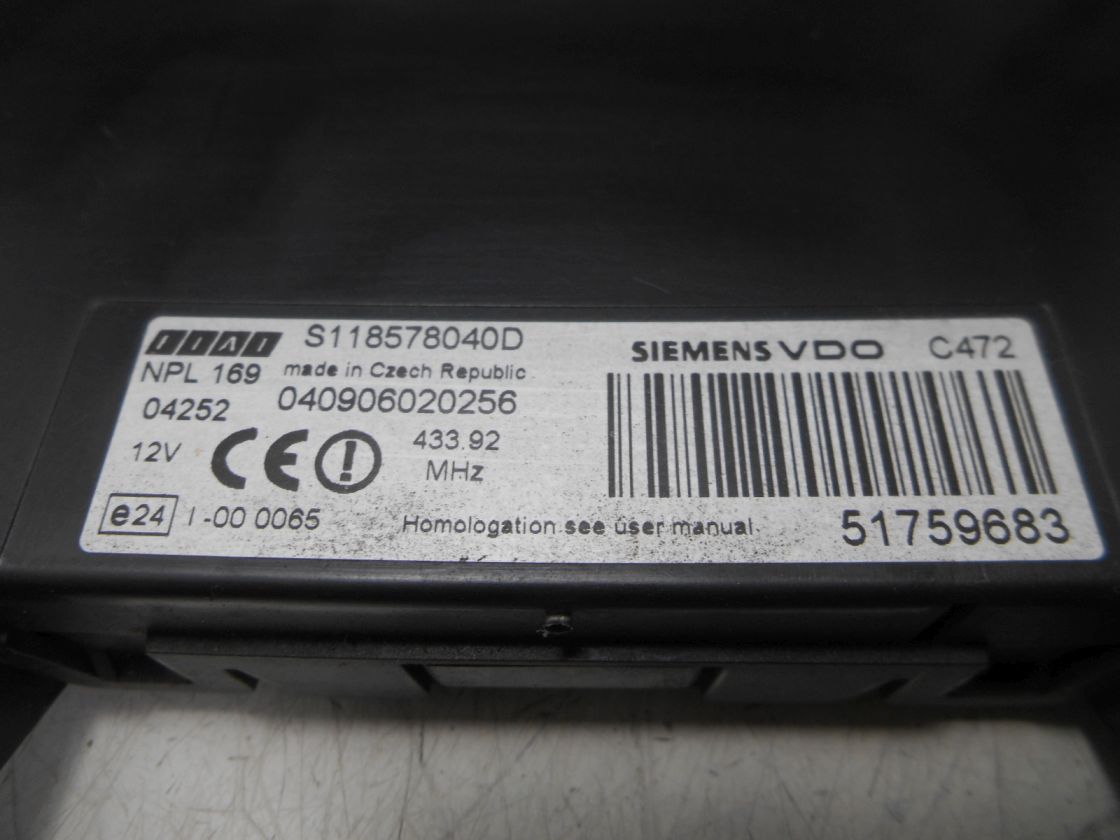 FIAT S118578040D
SIEMENS VDO C472
NPL 169 made in Czech Republic
04252 040906020256
12V CE 433.92
MHz
e24 I -00 0065 Homologation see user manual
51759683